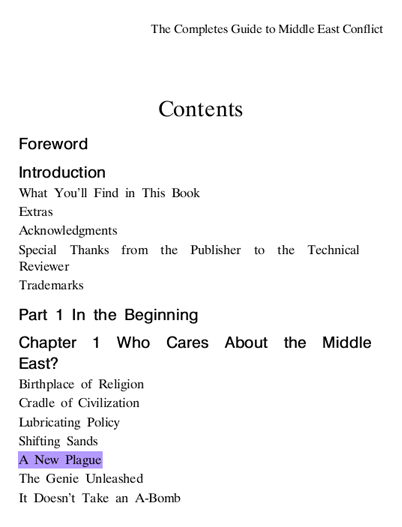 The Completes Guide to Middle East Conflict
Contents
Foreword
Introduction
What You'll Find in This Book
Extras
Acknowledgments
Special Thanks from the Publisher to the Technical
Reviewer
Trademarks
Part 1 In the Beginning
Chapter 1 Who Cares About the Middle
East?
Birthplace of Religion
Cradle of Civilization
Lubricating Policy
Shifting Sands
A New Plague
The Genie Unleashed
It Doesn't Take an A-Bomb